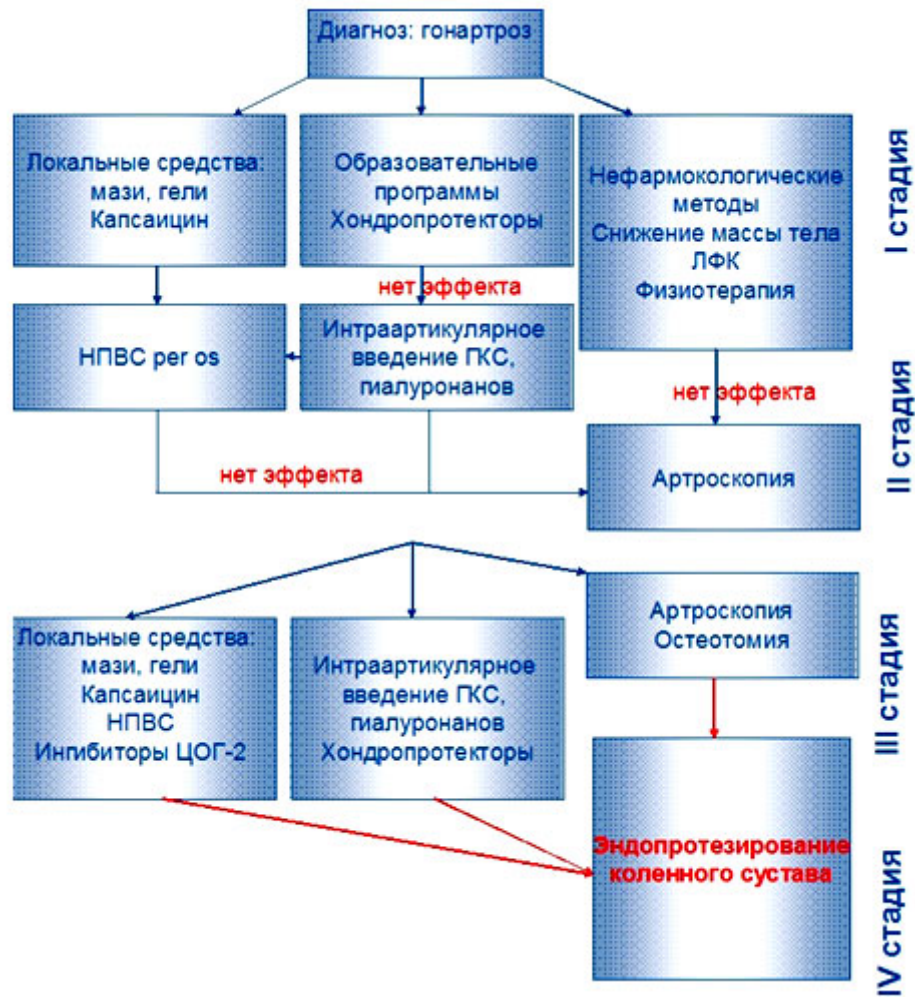 Диагноз: гонартроз
Локальные средства:
мази, гели
Капсаицин
Образовательные
программы
Хондропротекторы
Нефармокологические
методы
Снижение массы тела
ЛФК
Физиотерапия
I стадия
нет эффекта
НПВС per os
Интраартикулярное
введение ГКС,
пиалуронанов
нет эффекта
нет эффекта
Артроскопия
II стадия
Локальные средства:
мази, гели
Капсаицин
НПВС
Ингибиторы ЦОГ-2
Интраартикулярное
введение ГКС,
пиалуронанов
Хондропротекторы
Артроскопия
Остеотомия
III стадия
Эндопротезирование
коленного сустава
IV стадия